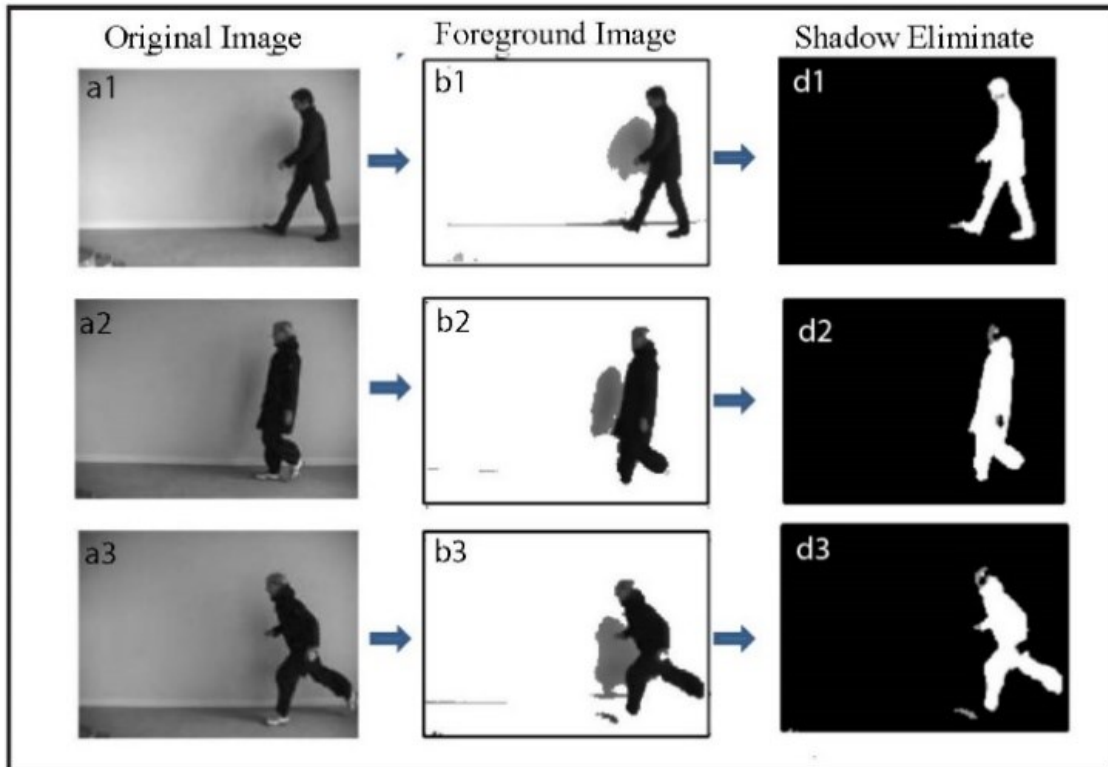 Original Image Foreground Image Shadow Eliminate
a1 b1 d1
a2 b2 d2
a3 b3 d3